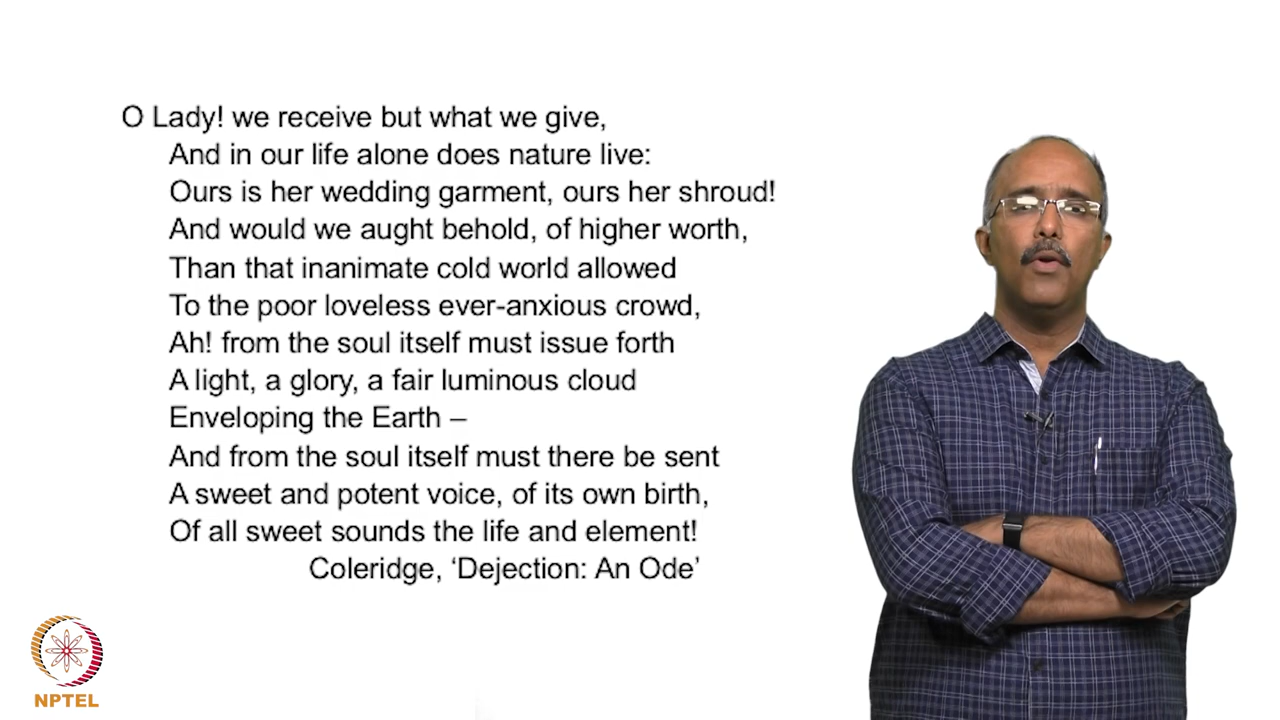 O Lady! we receive but what we give,
And in our life alone does nature live:
Ours is her wedding garment, ours her shroud!
And would we aught behold, of higher worth,
Than that inanimate cold world allowed
To the poor loveless ever-anxious crowd,
Ah! from the soul itself must issue forth
A light, a glory, a fair luminous cloud
Enveloping the Earth –
And from the soul itself must there be sent
A sweet and potent voice, of its own birth,
Of all sweet sounds the life and element!
Coleridge, ‘Dejection: An Ode’
NPTEL